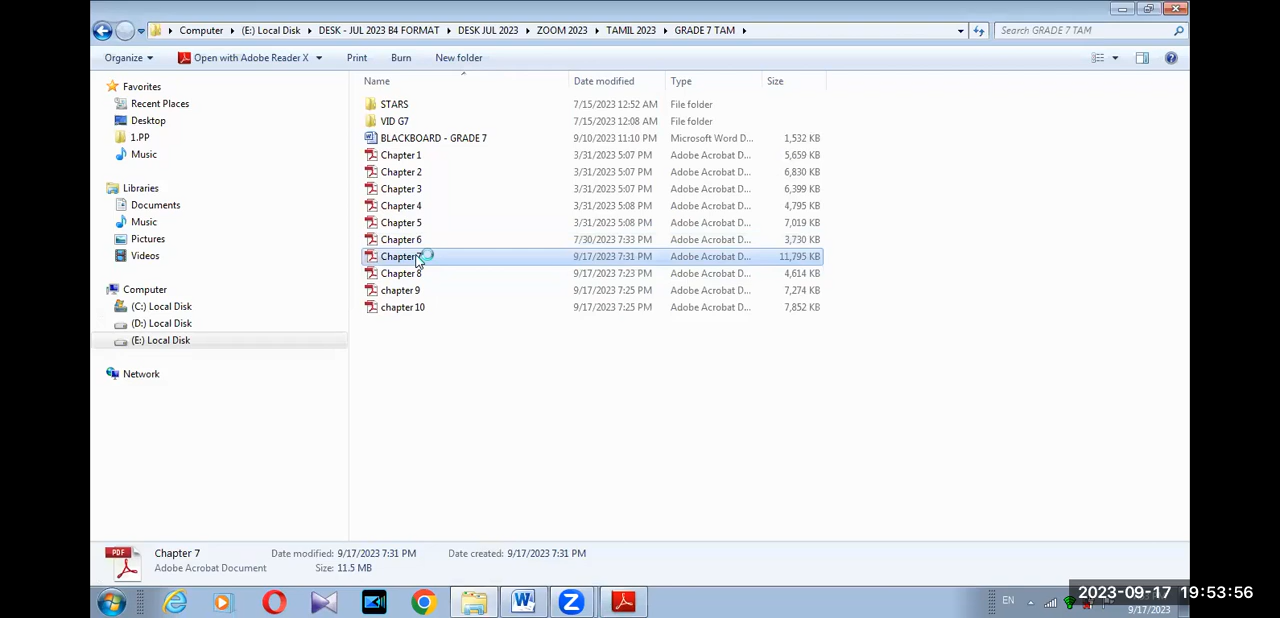 Computer ▸ (E:) Local Disk ▸ DESK - JUL 2023 B4 FORMAT ▸ DESK JUL 2023 ▸ ZOOM 2023 ▸ TAMIL 2023 ▸ GRADE 7 TAM ▸
Search GRADE 7 TAM
Organize Open with Adobe Reader X Print Burn New folder
Name Date modified Type Size
Favorites
Recent Places
Desktop
1.PP
Music
Libraries
Documents
Music
Pictures
Videos
Computer
(C:) Local Disk
(D:) Local Disk
(E:) Local Disk
Network
STARS 7/15/2023 12:52 AM File folder
VID G7 7/15/2023 12:08 AM File folder
BLACKBOARD - GRADE 7 9/10/2023 11:10 PM Microsoft Word D... 1,532 KB
Chapter 1 3/31/2023 5:07 PM Adobe Acrobat D... 5,659 KB
Chapter 2 3/31/2023 5:07 PM Adobe Acrobat D... 6,830 KB
Chapter 3 3/31/2023 5:07 PM Adobe Acrobat D... 6,399 KB
Chapter 4 3/31/2023 5:08 PM Adobe Acrobat D... 4,795 KB
Chapter 5 3/31/2023 5:08 PM Adobe Acrobat D... 7,019 KB
Chapter 6 7/30/2023 7:33 PM Adobe Acrobat D... 3,730 KB
Chapter 7 9/17/2023 7:31 PM Adobe Acrobat D... 11,795 KB
Chapter 8 9/17/2023 7:23 PM Adobe Acrobat D... 4,614 KB
chapter 9 9/17/2023 7:25 PM Adobe Acrobat D... 7,274 KB
chapter 10 9/17/2023 7:25 PM Adobe Acrobat D... 7,852 KB
PDF
Chapter 7 Date modified: 9/17/2023 7:31 PM Date created: 9/17/2023 7:31 PM
Adobe Acrobat Document Size: 11.5 MB
EN
2023-09-17 19:53:56
9/17/2023